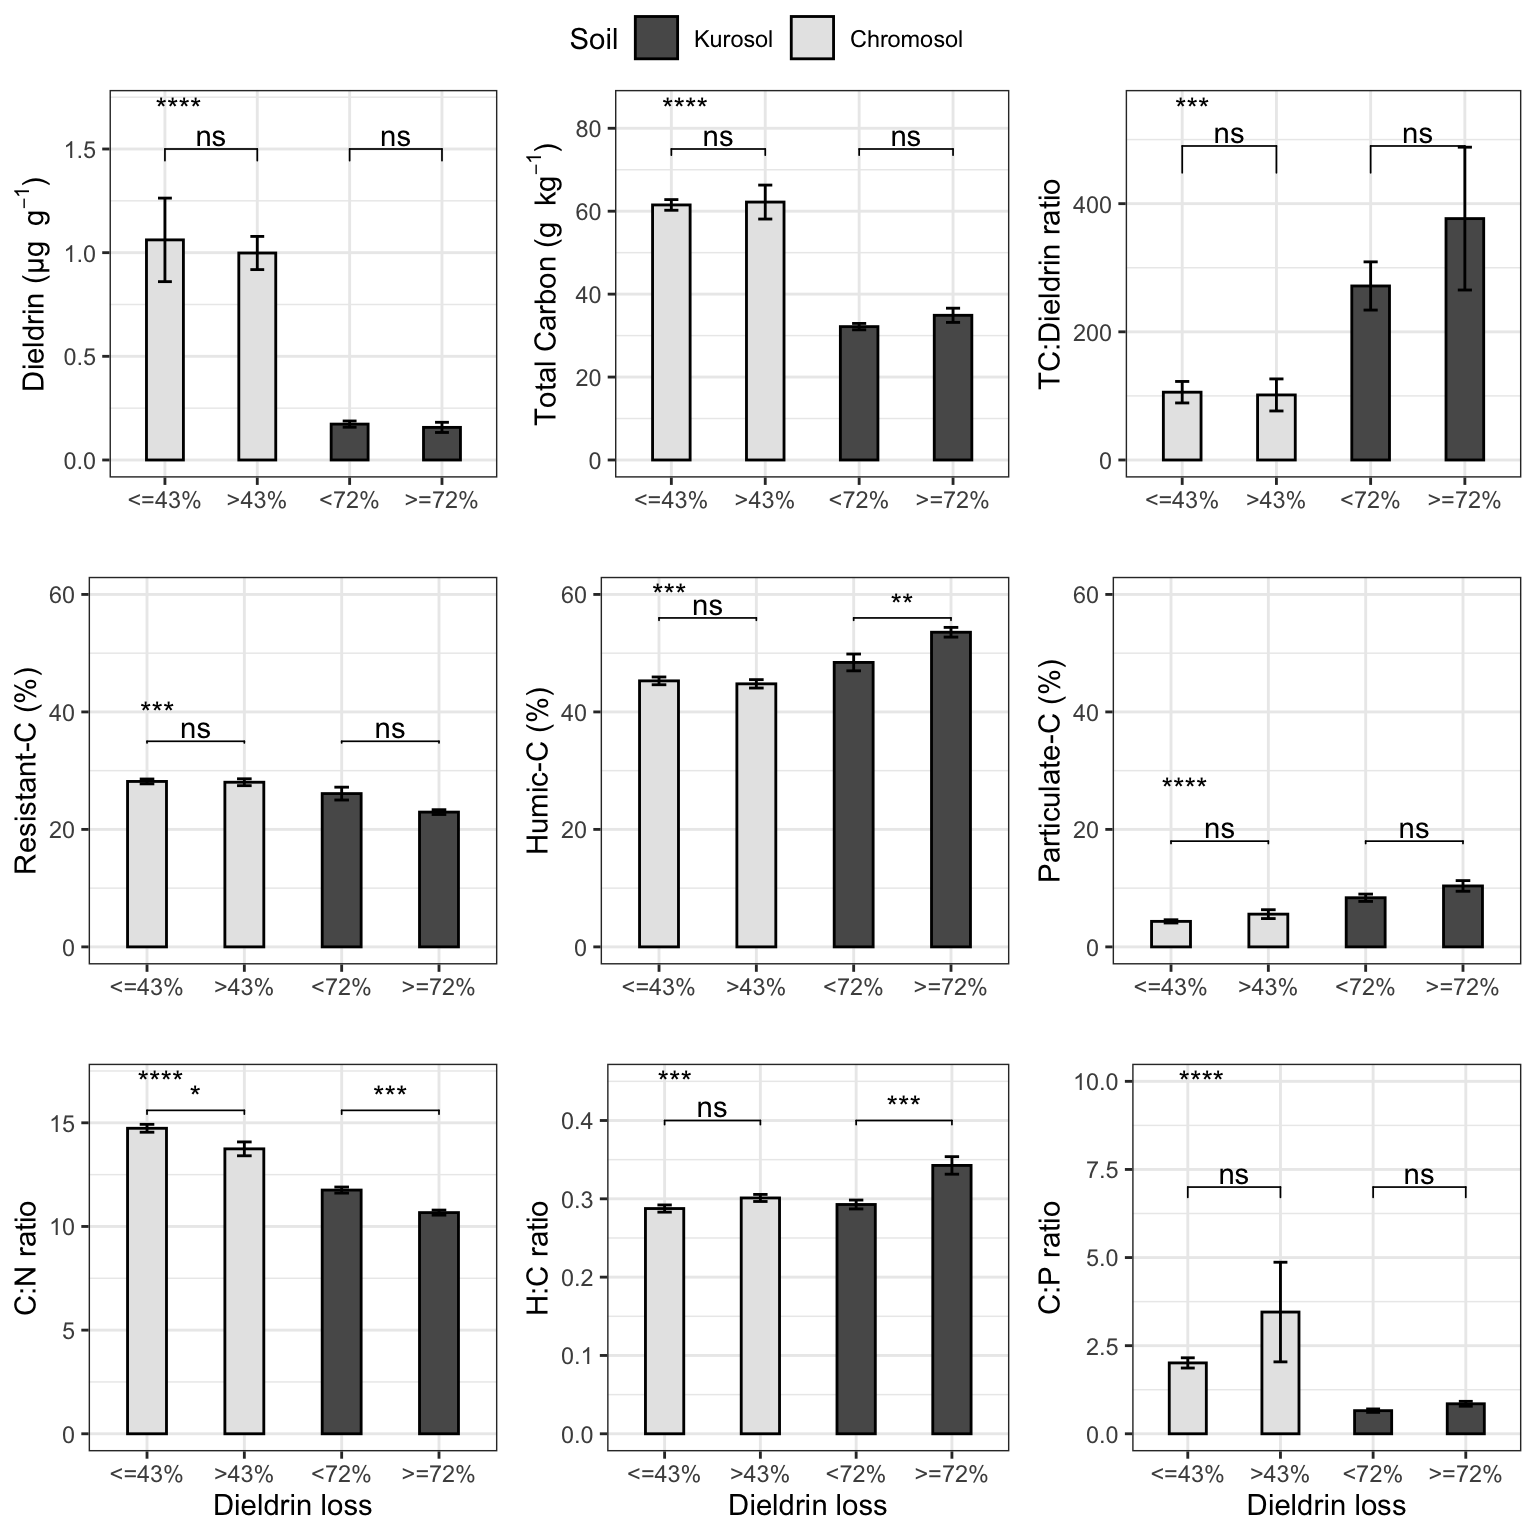 Soil Kurosol Chromosol
Dieldrin (µg g⁻¹)
1.5
1.0
0.5
0.0
****
ns ns
<=43% >43% <72% >=72%
Total Carbon (g kg⁻¹)
80
60
40
20
0
****
ns ns
<=43% >43% <72% >=72%
TC:Dieldrin ratio
400
200
0
***
ns ns
<=43% >43% <72% >=72%
Resistant-C (%)
60
40
20
0
***
ns ns
<=43% >43% <72% >=72%
Humic-C (%)
60
40
20
0
***
ns **
<=43% >43% <72% >=72%
Particulate-C (%)
60
40
20
0
****
ns ns
<=43% >43% <72% >=72%
C:N ratio
15
10
5
0
****
* ***
<=43% >43% <72% >=72%
Dieldrin loss
H:C ratio
0.4
0.3
0.2
0.1
0.0
***
ns ***
<=43% >43% <72% >=72%
Dieldrin loss
C:P ratio
10.0
7.5
5.0
2.5
0.0
****
ns ns
<=43% >43% <72% >=72%
Dieldrin loss